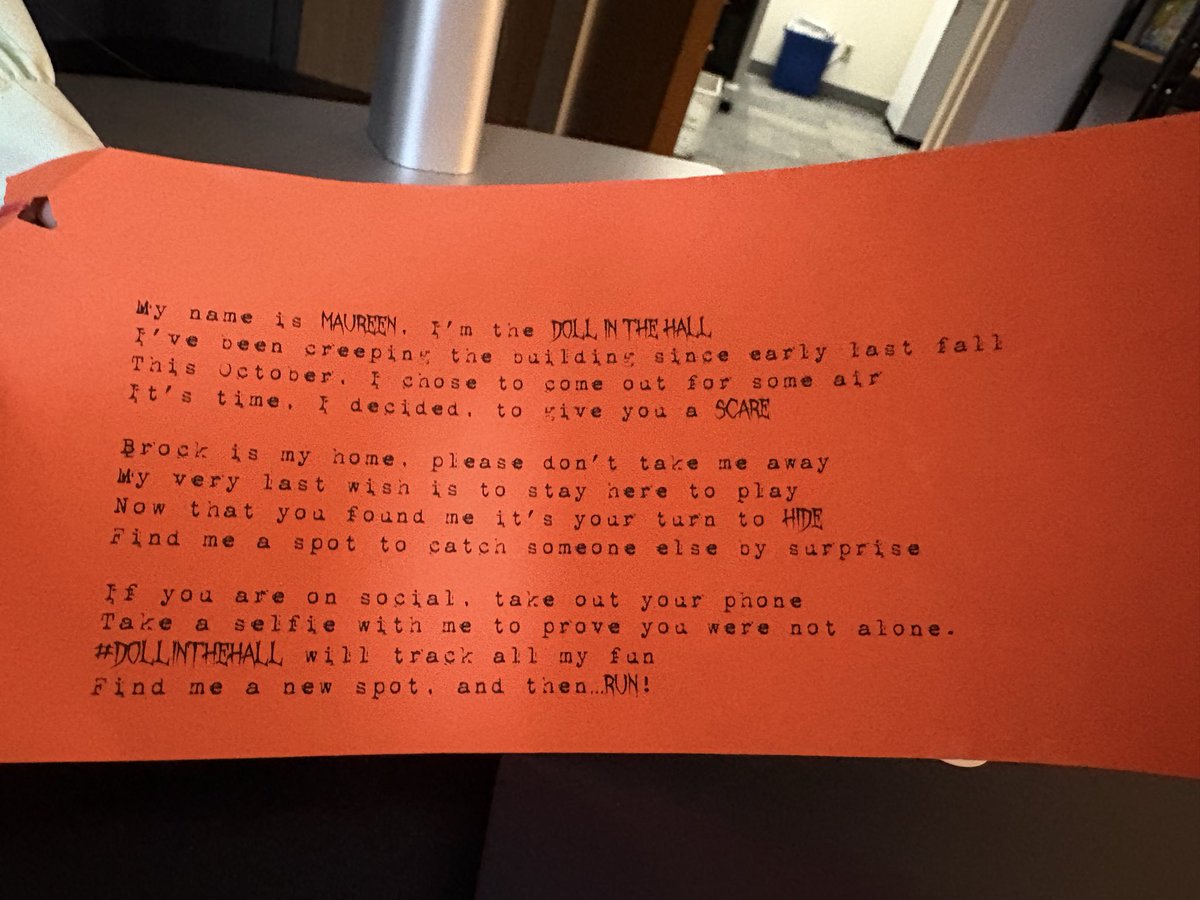 My name is MAUREEN, I'm the DOLL IN THE HALL
I've been creeping the building since early last fall
This October, I chose to come out for some air
It's time, I decided, to give you a SCARE
Brock is my home, please don't take me away
My very last wish is to stay here to play
Now that you found me it's your turn to HIDE
Find me a spot to catch someone else by surprise
If you are on social, take out your phone
Take a selfie with me to prove you were not alone.
#DOLLINTHEHALL will track all my fun
Find me a new spot, and then...RUN!